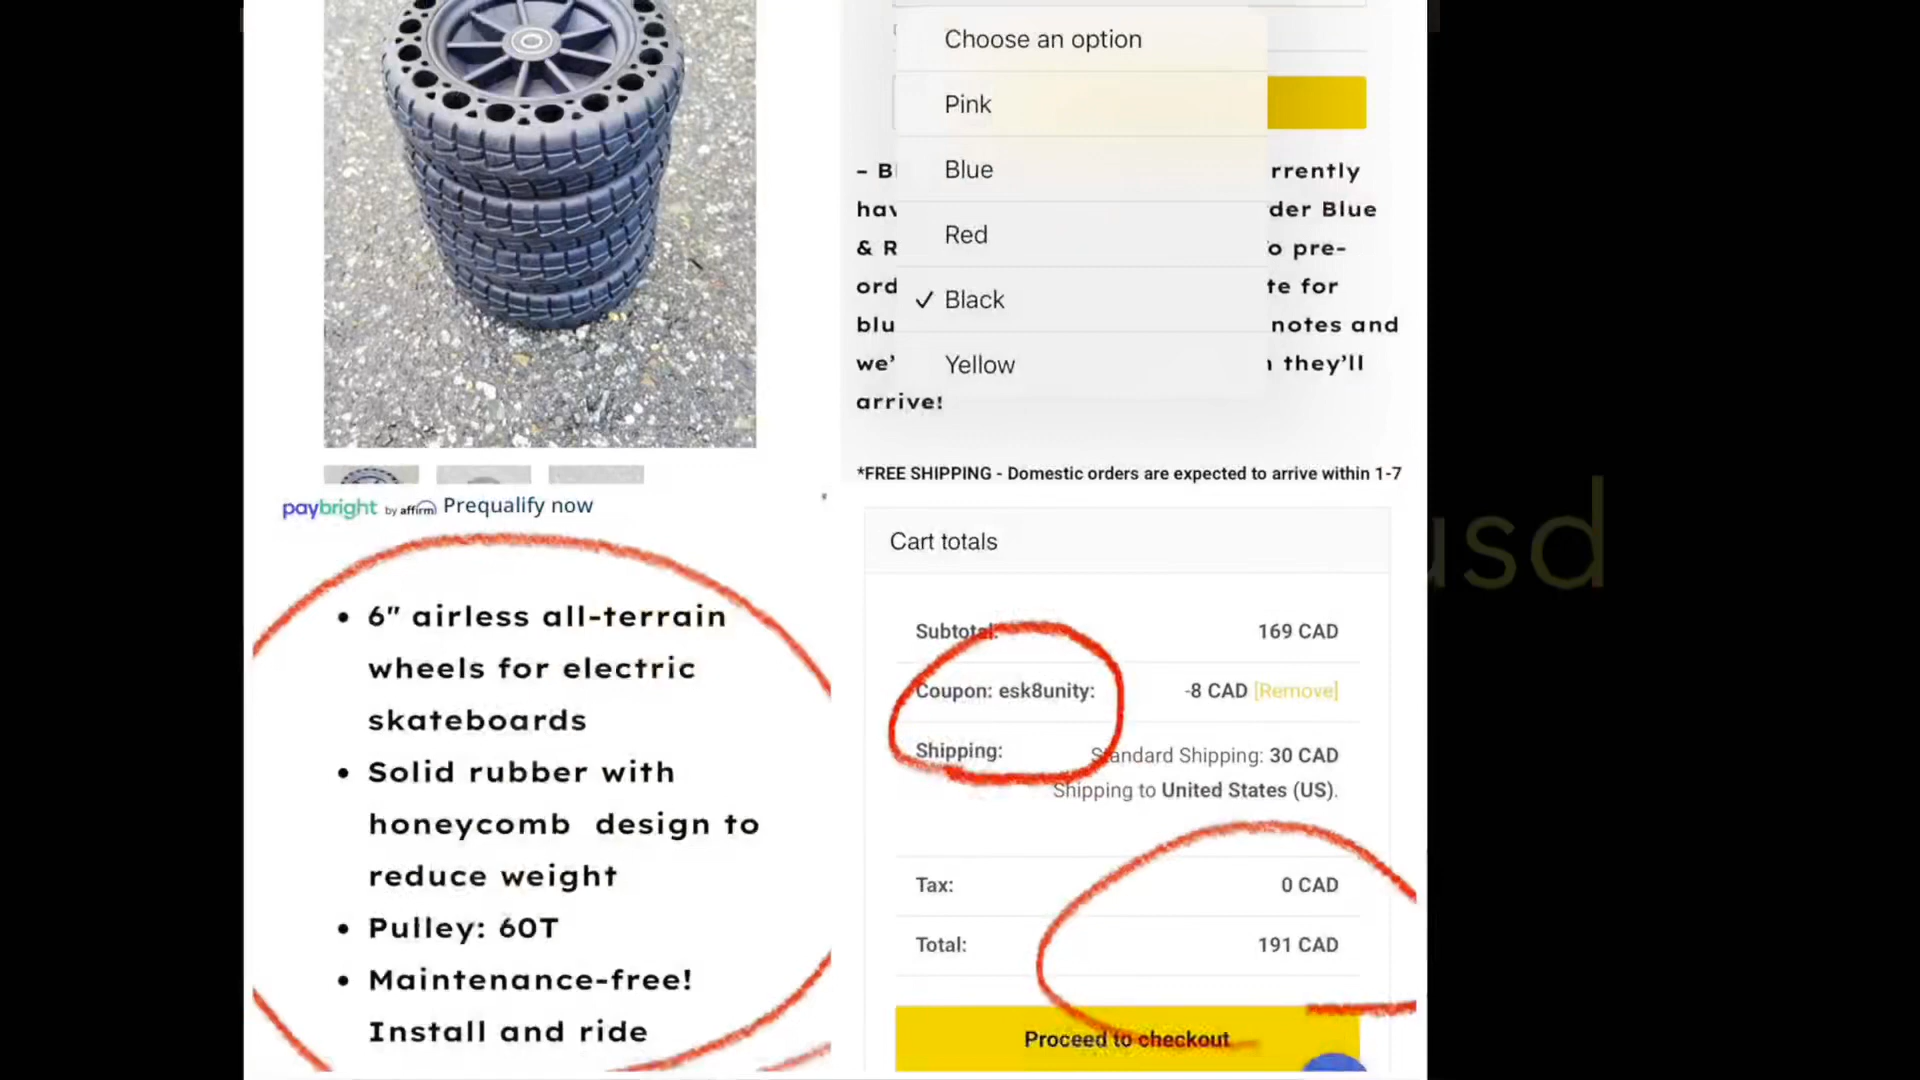 Choose an option
Pink
Blue
Red
✓ Black
Yellow
– B rrently
hav der Blue
& R o pre-
ord te for
blu notes and
we' they'll
arrive!
*FREE SHIPPING - Domestic orders are expected to arrive within 1-7
paybright by affirm Prequalify now
• 6" airless all-terrain
wheels for electric
skateboards
• Solid rubber with
honeycomb design to
reduce weight
• Pulley: 60T
• Maintenance-free!
Install and ride
Cart totals
Subtotal: 169 CAD
Coupon: esk8unity: -8 CAD [Remove]
Shipping: Standard Shipping: 30 CAD
Shipping to United States (US).
Tax: 0 CAD
Total: 191 CAD
Proceed to checkout
usd